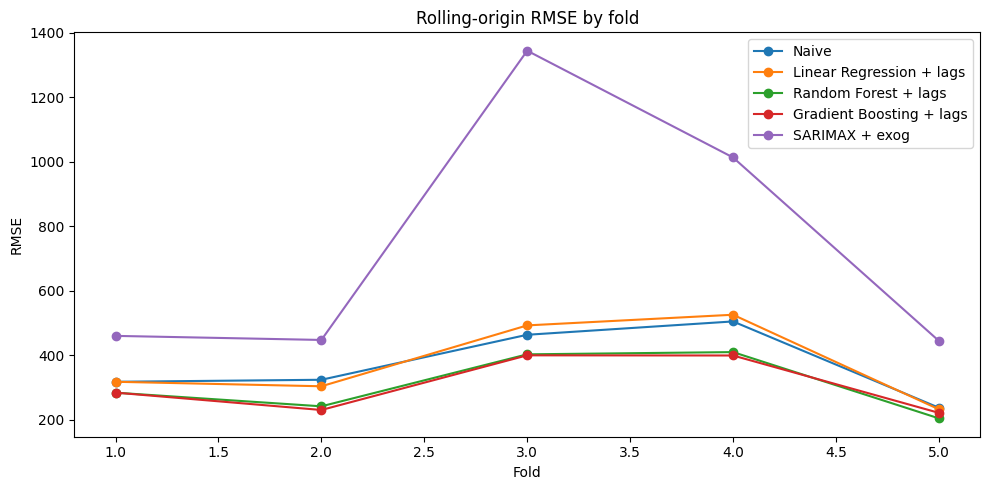 Rolling-origin RMSE by fold
1400
1200
1000
800
600
400
200
RMSE
Naive
Linear Regression + lags
Random Forest + lags
Gradient Boosting + lags
SARIMAX + exog
1.0 1.5 2.0 2.5 3.0 3.5 4.0 4.5 5.0
Fold